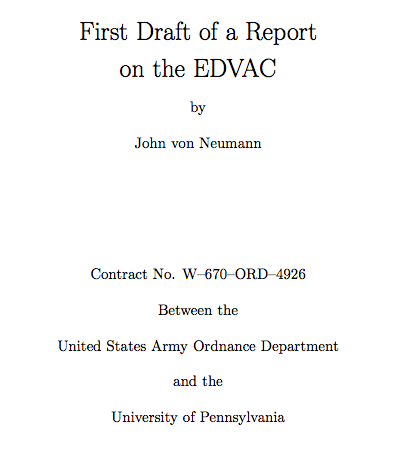 First Draft of a Report
on the EDVAC
by
John von Neumann
Contract No. W–670–ORD–4926
Between the
United States Army Ordnance Department
and the
University of Pennsylvania